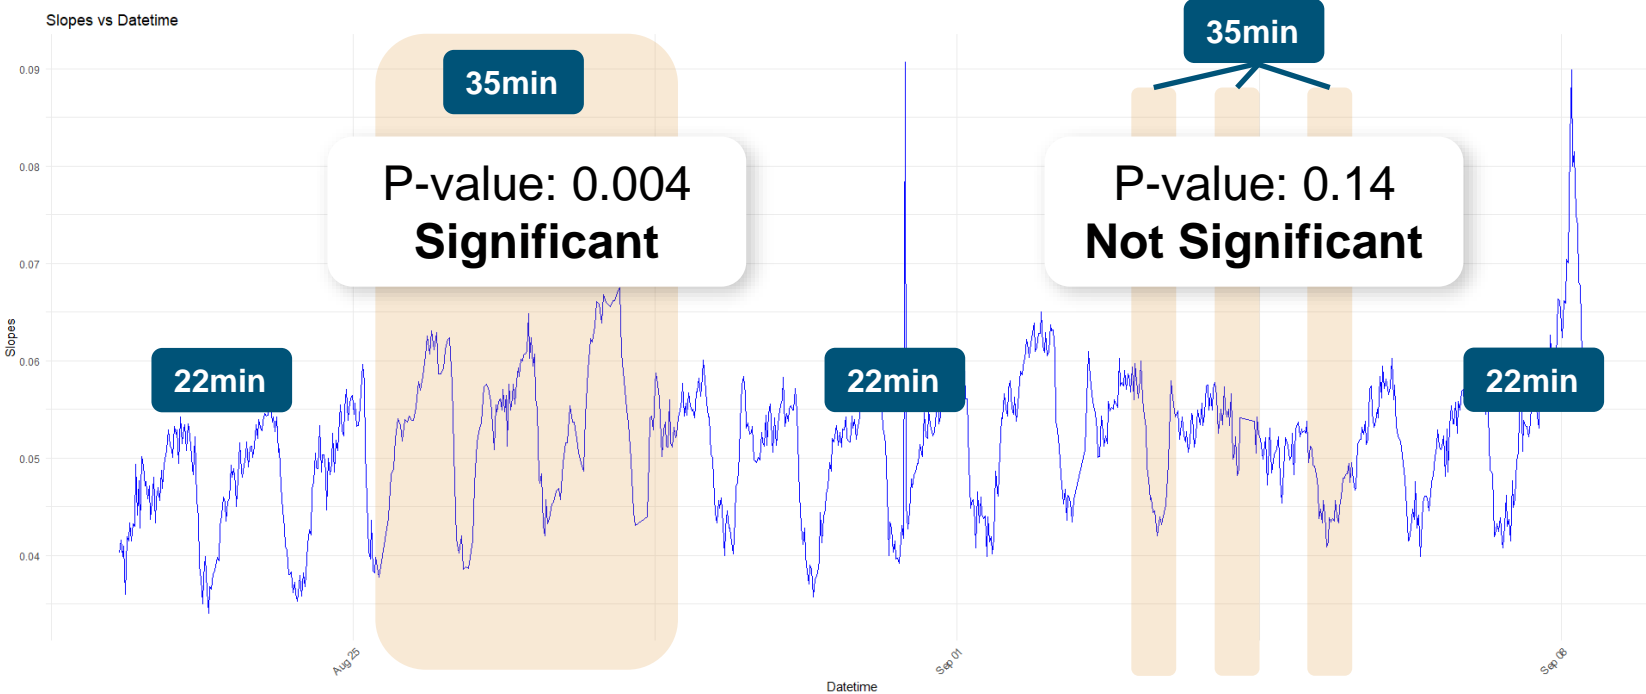 Slopes vs Datetime
35min
35min
P-value: 0.004
Significant
P-value: 0.14
Not Significant
22min
22min
22min
0.09
0.08
0.07
0.06
0.05
0.04
Slopes
Aug 25
Sep 01
Sep 08
Datetime